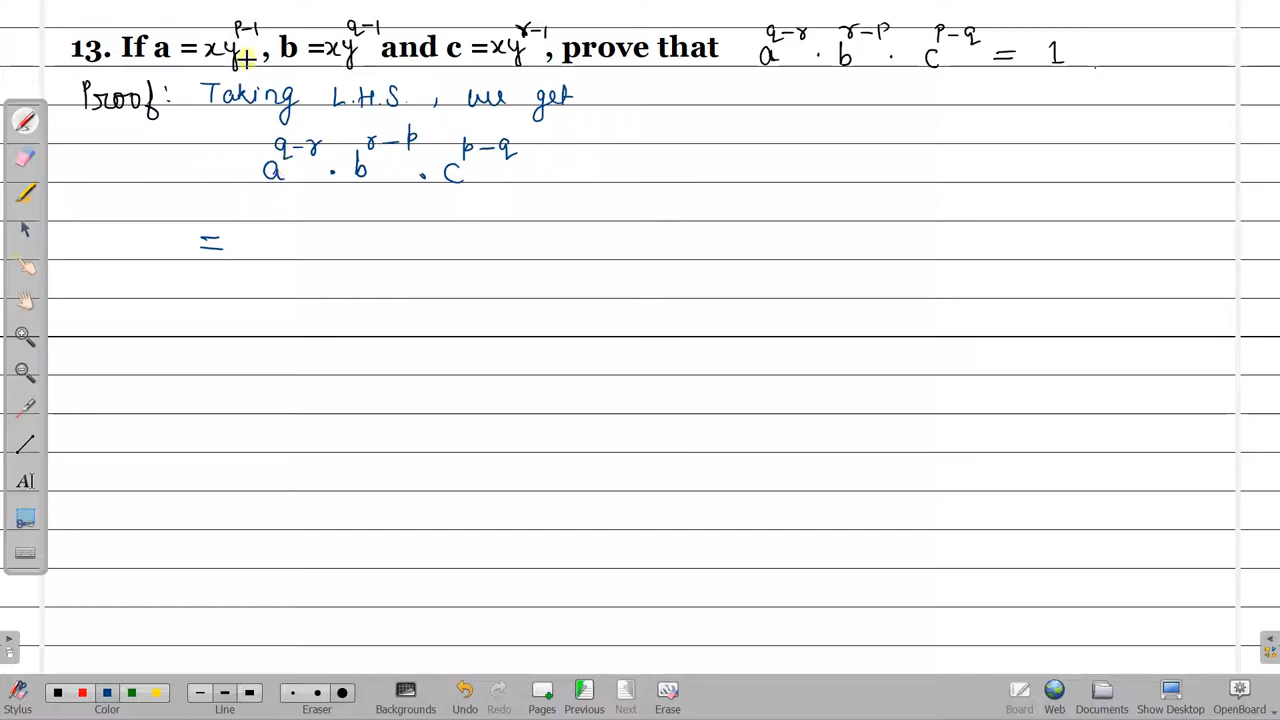 13. If a = xy^{p-1}, b = xy^{q-1} and c = xy^{r-1}, prove that a^{q-r} . b^{r-p} . c^{p-q} = 1
Proof: Taking L.H.S., we get
a^{q-r} . b^{r-p} . c^{p-q}
=
Stylus Color Line Eraser Backgrounds Undo Redo Pages Previous Next Erase Board Web Documents Show Desktop OpenBoard